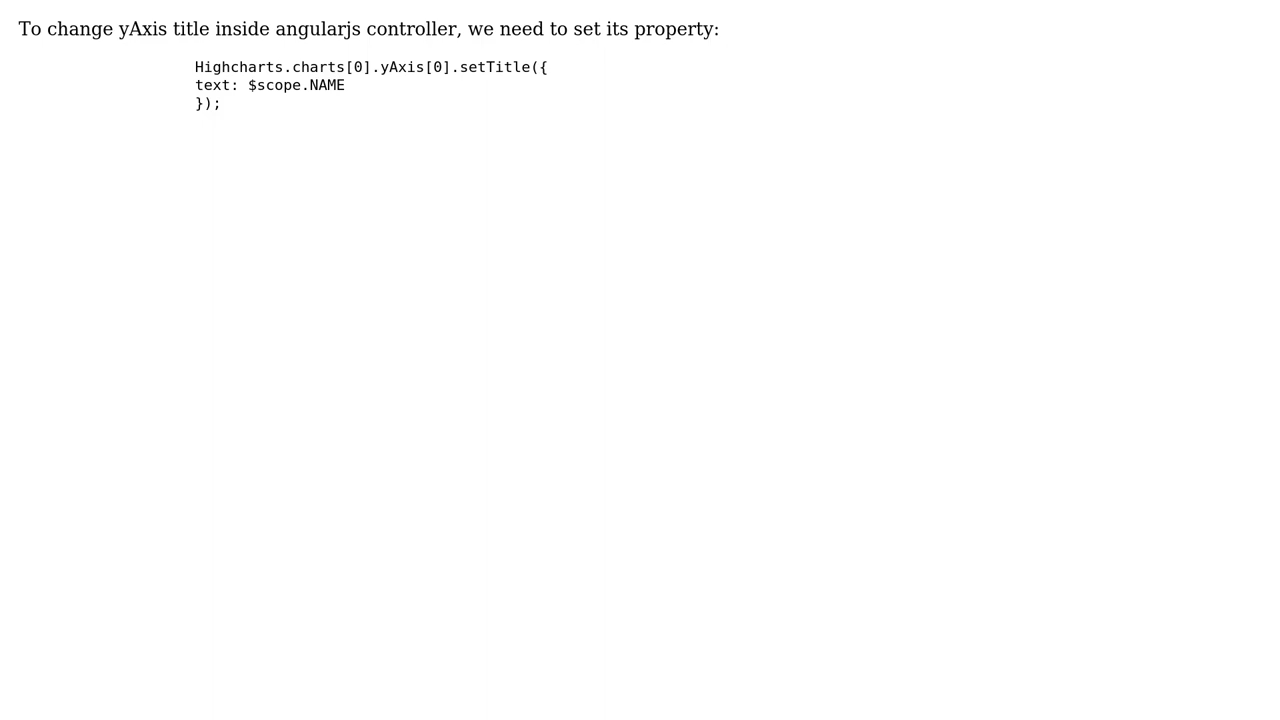 To change yAxis title inside angularjs controller, we need to set its property:
Highcharts.charts[0].yAxis[0].setTitle({
text: $scope.NAME
});